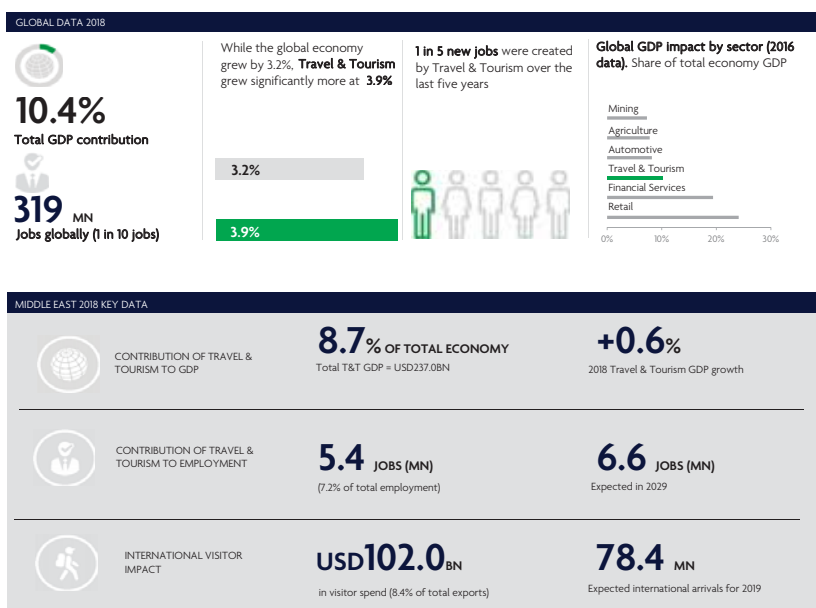 GLOBAL DATA 2018
10.4%
Total GDP contribution
319 MN
Jobs globally (1 in 10 jobs)
While the global economy
grew by 3.2%, Travel & Tourism
grew significantly more at 3.9%
3.2%
3.9%
1 in 5 new jobs were created
by Travel & Tourism over the
last five years
Global GDP impact by sector (2016
data). Share of total economy GDP
Mining
Agriculture
Automotive
Travel & Tourism
Financial Services
Retail
0% 10% 20% 30%
MIDDLE EAST 2018 KEY DATA
CONTRIBUTION OF TRAVEL &
TOURISM TO GDP
8.7% OF TOTAL ECONOMY
Total T&T GDP = USD237.0BN
+0.6%
2018 Travel & Tourism GDP growth
CONTRIBUTION OF TRAVEL &
TOURISM TO EMPLOYMENT
5.4 JOBS (MN)
(7.2% of total employment)
6.6 JOBS (MN)
Expected in 2029
INTERNATIONAL VISITOR
IMPACT
USD102.0BN
in visitor spend (8.4% of total exports)
78.4 MN
Expected international arrivals for 2019